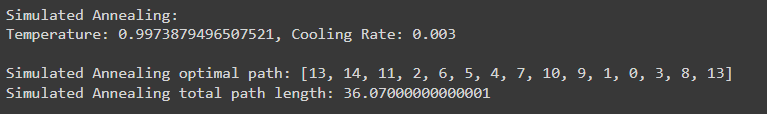 Simulated Annealing:
Temperature: 0.9973879496507521, Cooling Rate: 0.003
Simulated Annealing optimal path: [13, 14, 11, 2, 6, 5, 4, 7, 10, 9, 1, 0, 3, 8, 13]
Simulated Annealing total path length: 36.07000000000001